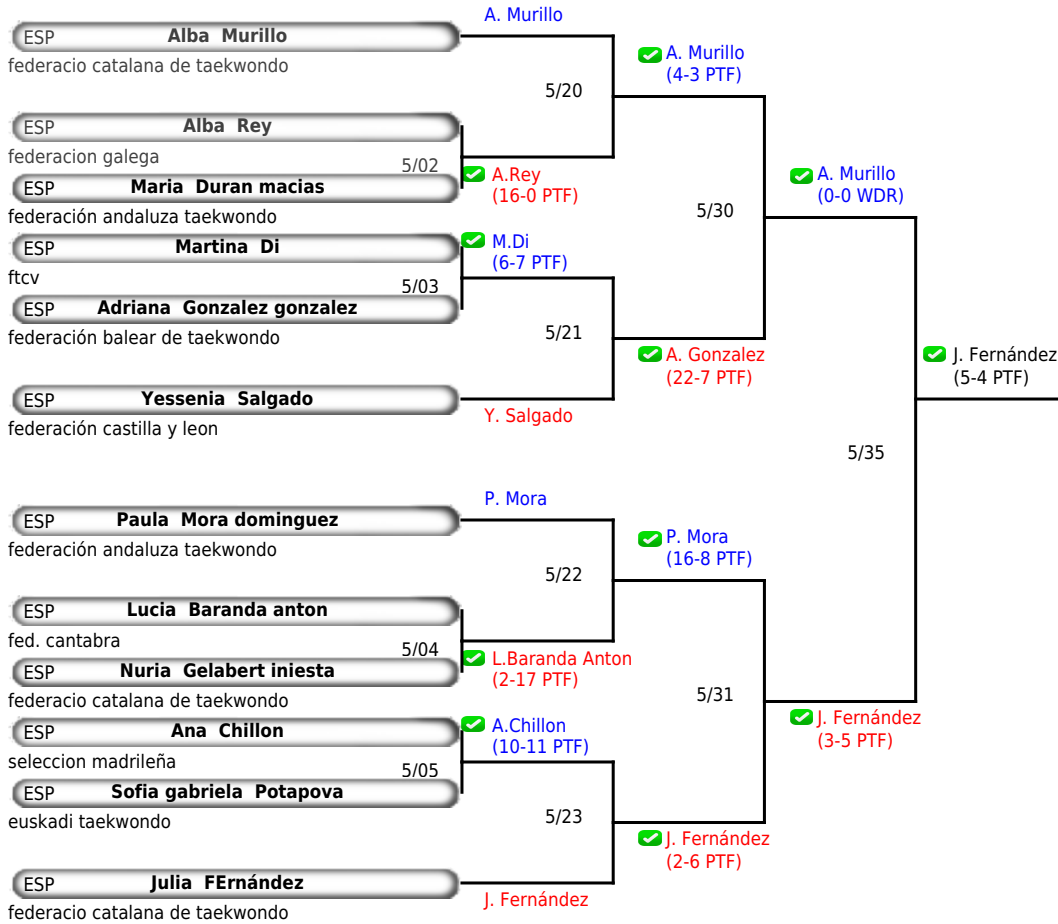 A. Murillo
ESP Alba Murillo
federacio catalana de taekwondo
A. Murillo
(4-3 PTF)
5/20
ESP Alba Rey
federacion galega
5/02
A.Rey
(16-0 PTF)
ESP Maria Duran macias
federación andaluza taekwondo
A. Murillo
(0-0 WDR)
5/30
ESP Martina Di
ftcv
M.Di
(6-7 PTF)
5/03
ESP Adriana Gonzalez gonzalez
federación balear de taekwondo
5/21
A. Gonzalez
(22-7 PTF)
ESP Yessenia Salgado
federación castilla y leon
Y. Salgado
J. Fernández
(5-4 PTF)
5/35
P. Mora
ESP Paula Mora dominguez
federación andaluza taekwondo
P. Mora
(16-8 PTF)
5/22
ESP Lucia Baranda anton
fed. cantabra
5/04
L.Baranda Anton
(2-17 PTF)
ESP Nuria Gelabert iniesta
federacio catalana de taekwondo
5/31
J. Fernández
(3-5 PTF)
ESP Ana Chillon
seleccion madrileña
A.Chillon
(10-11 PTF)
5/05
ESP Sofia gabriela Potapova
euskadi taekwondo
5/23
J. Fernández
(2-6 PTF)
ESP Julia FErnández
federacio catalana de taekwondo
J. Fernández